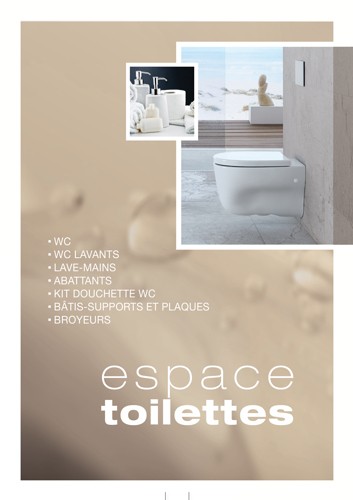 • WC
• WC LAVANTS
• LAVE-MAINS
• ABATTANTS
• KIT DOUCHETTE WC
• BÂTIS-SUPPORTS ET PLAQUES
• BROYEURS
espace
toilettes